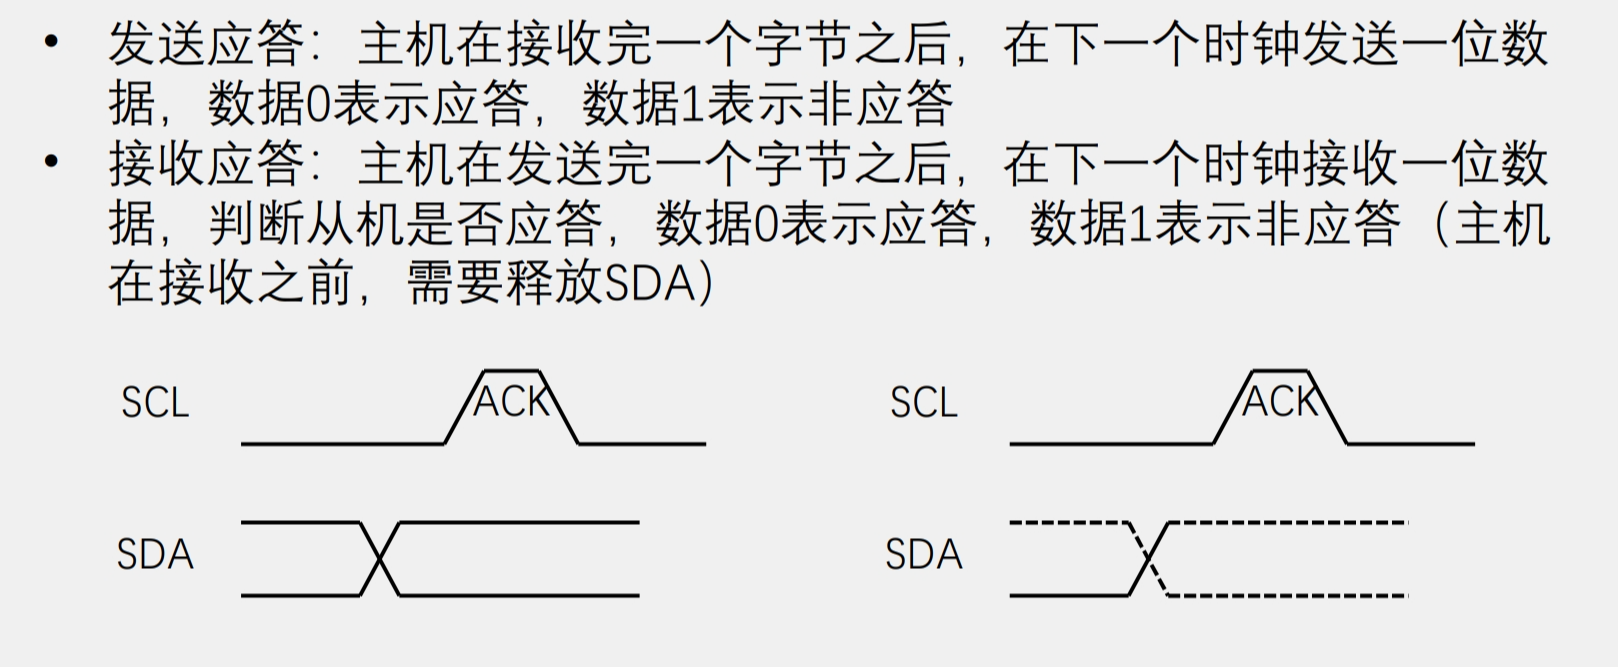 • 发送应答：主机在接收完一个字节之后，在下一个时钟发送一位数
据，数据0表示应答，数据1表示非应答
• 接收应答：主机在发送完一个字节之后，在下一个时钟接收一位数
据，判断从机是否应答，数据0表示应答，数据1表示非应答（主机
在接收之前，需要释放SDA）
SCL
ACK
SDA
SCL
ACK
SDA